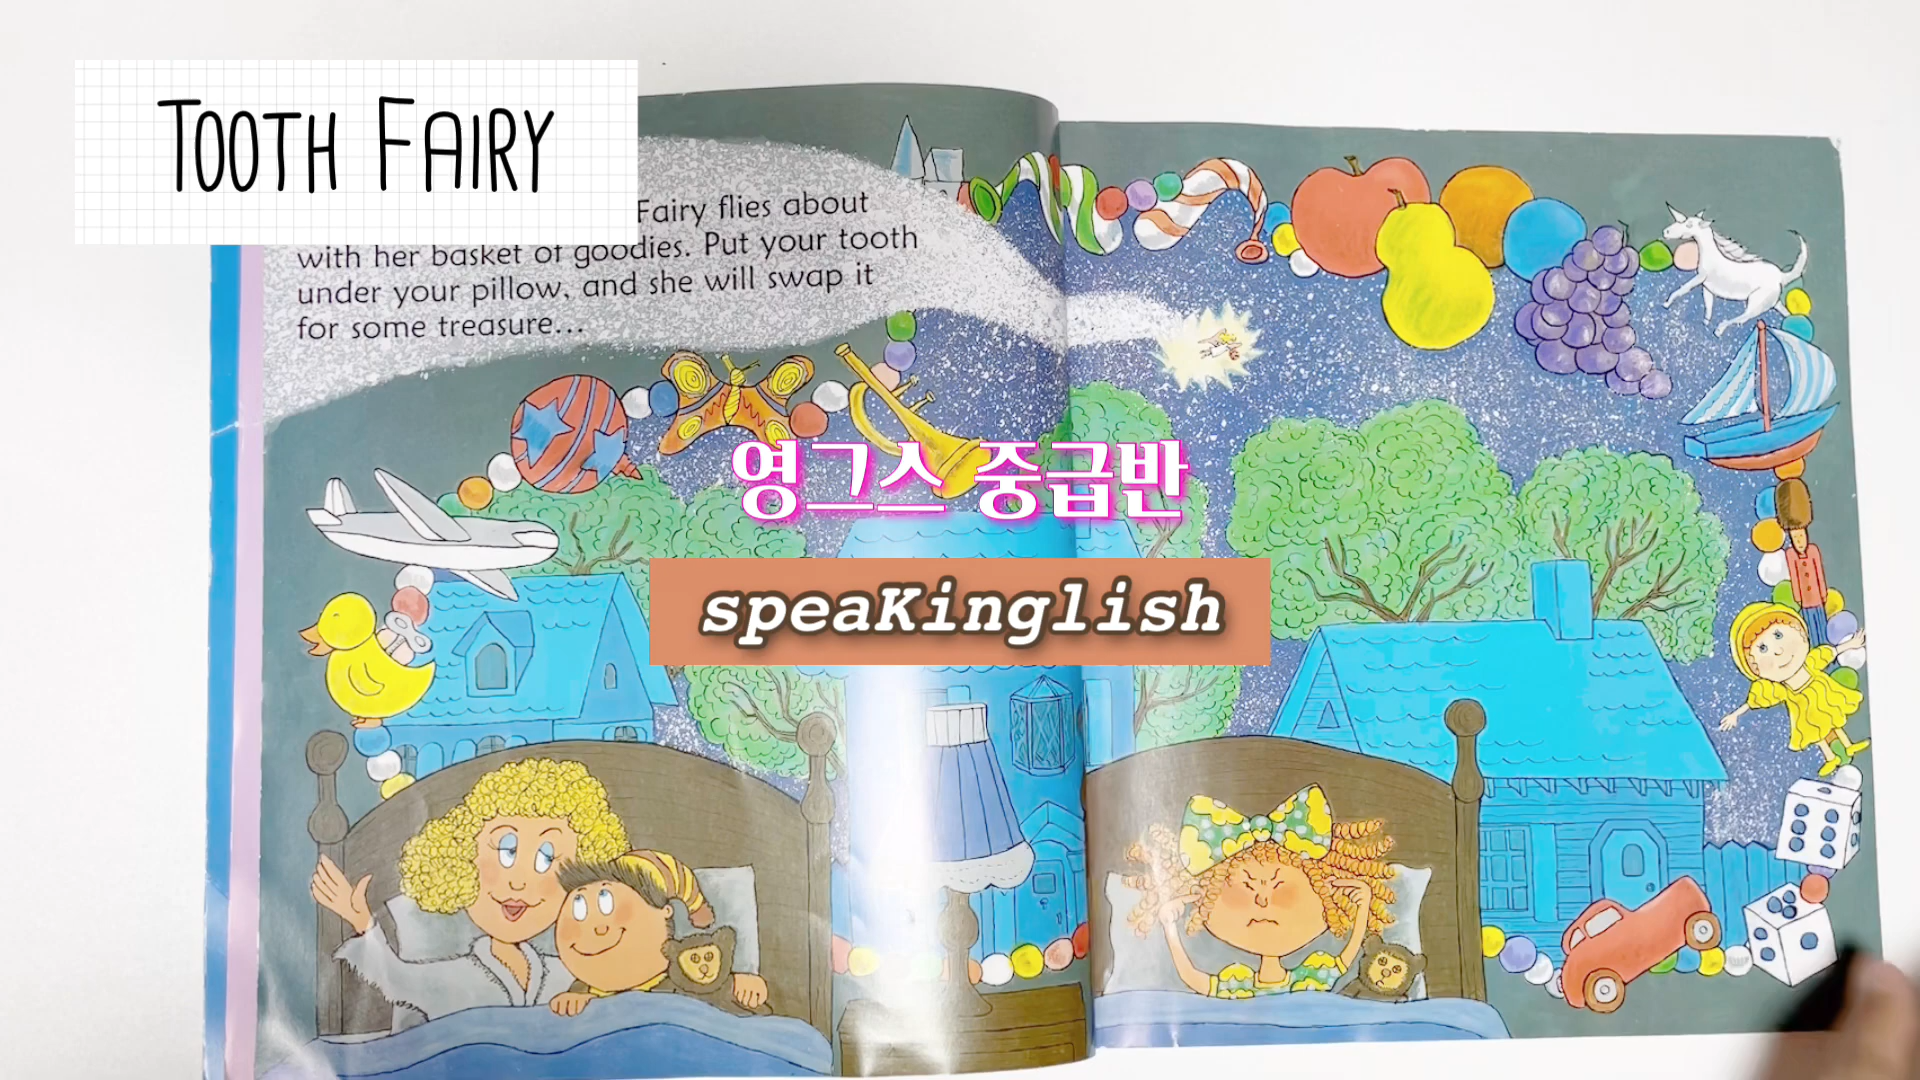 TOOTH FAIRY
Fairy flies about
with her basket of goodies. Put your tooth
under your pillow, and she will swap it
for some treasure...
영그스 중급반
speaKinglish